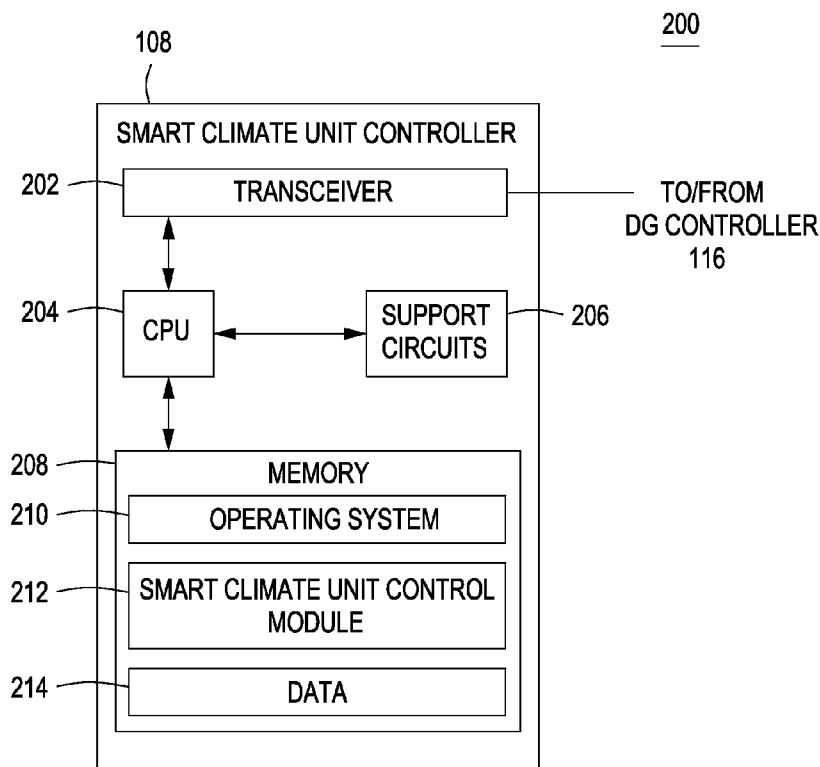 200
108
SMART CLIMATE UNIT CONTROLLER
202
TRANSCEIVER
TO/FROM
DG CONTROLLER
116
204
CPU
SUPPORT
CIRCUITS
206
208
MEMORY
210
OPERATING SYSTEM
212
SMART CLIMATE UNIT CONTROL
MODULE
214
DATA